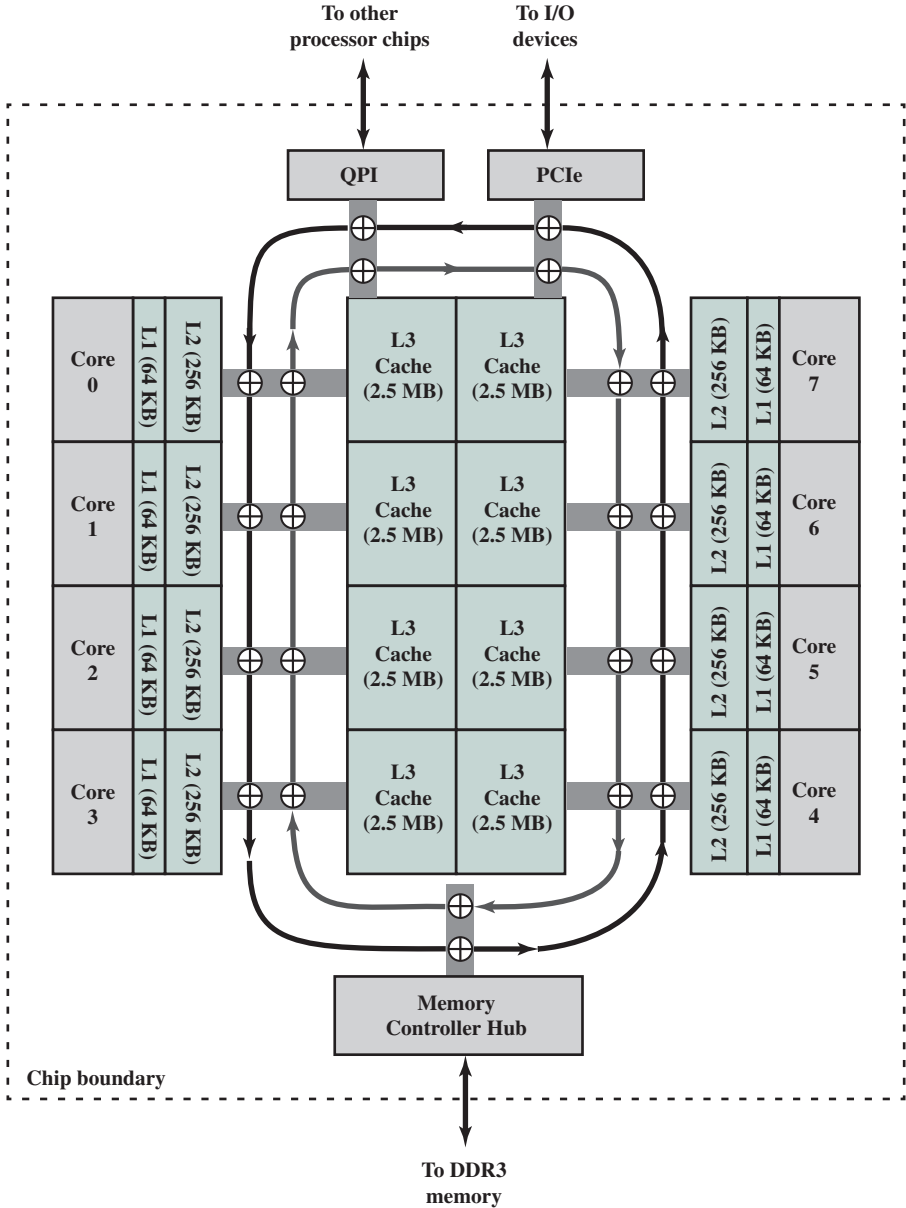 To other
processor chips
To I/O
devices
QPI
PCIe
Core
0
L1 (64 KB)
L2 (256 KB)
L3
Cache
(2.5 MB)
L3
Cache
(2.5 MB)
L2 (256 KB)
L1 (64 KB)
Core
7
Core
1
L1 (64 KB)
L2 (256 KB)
L3
Cache
(2.5 MB)
L3
Cache
(2.5 MB)
L2 (256 KB)
L1 (64 KB)
Core
6
Core
2
L1 (64 KB)
L2 (256 KB)
L3
Cache
(2.5 MB)
L3
Cache
(2.5 MB)
L2 (256 KB)
L1 (64 KB)
Core
5
Core
3
L1 (64 KB)
L2 (256 KB)
L3
Cache
(2.5 MB)
L3
Cache
(2.5 MB)
L2 (256 KB)
L1 (64 KB)
Core
4
Memory
Controller Hub
Chip boundary
To DDR3
memory